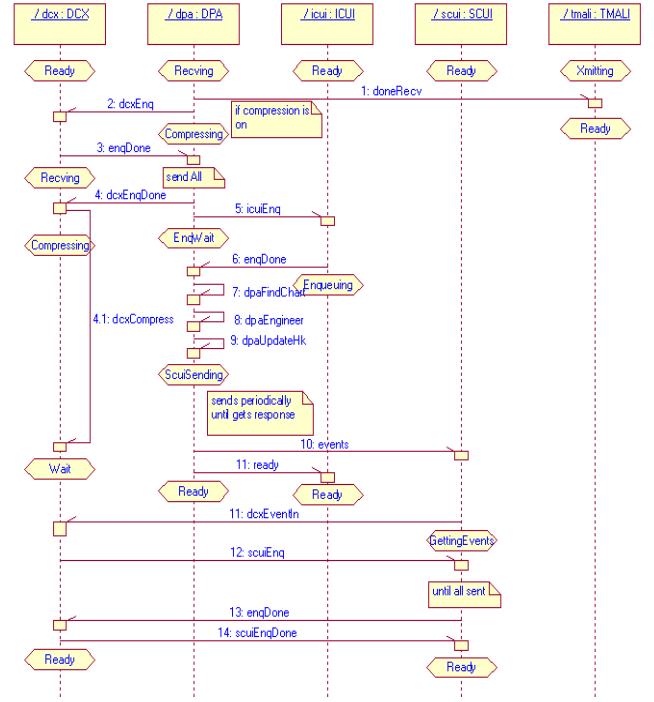 / dcx : DCX
/ dpa : DPA
/ icui : ICUI
/ scui : SCUI
/ tmali : TMALI
Ready
Recving
Ready
Ready
Xmitting
1: doneRecv
2: dcxEnq
if compression is
on
Ready
Compressing
3: enqDone
Recving
send All
4: dcxEnqDone
5: icuiEnq
EnqWait
Compressing
6: enqDone
Enqueuing
7: dpaFindChan
4.1: dcxCompress
8: dpaEngineer
9: dpaUpdateHk
ScuiSending
sends periodically
until gets response
10: events
Wait
11: ready
Ready
Ready
11: dcxEventIn
GettingEvents
12: scuiEnq
until all sent
13: enqDone
14: scuiEnqDone
Ready
Ready